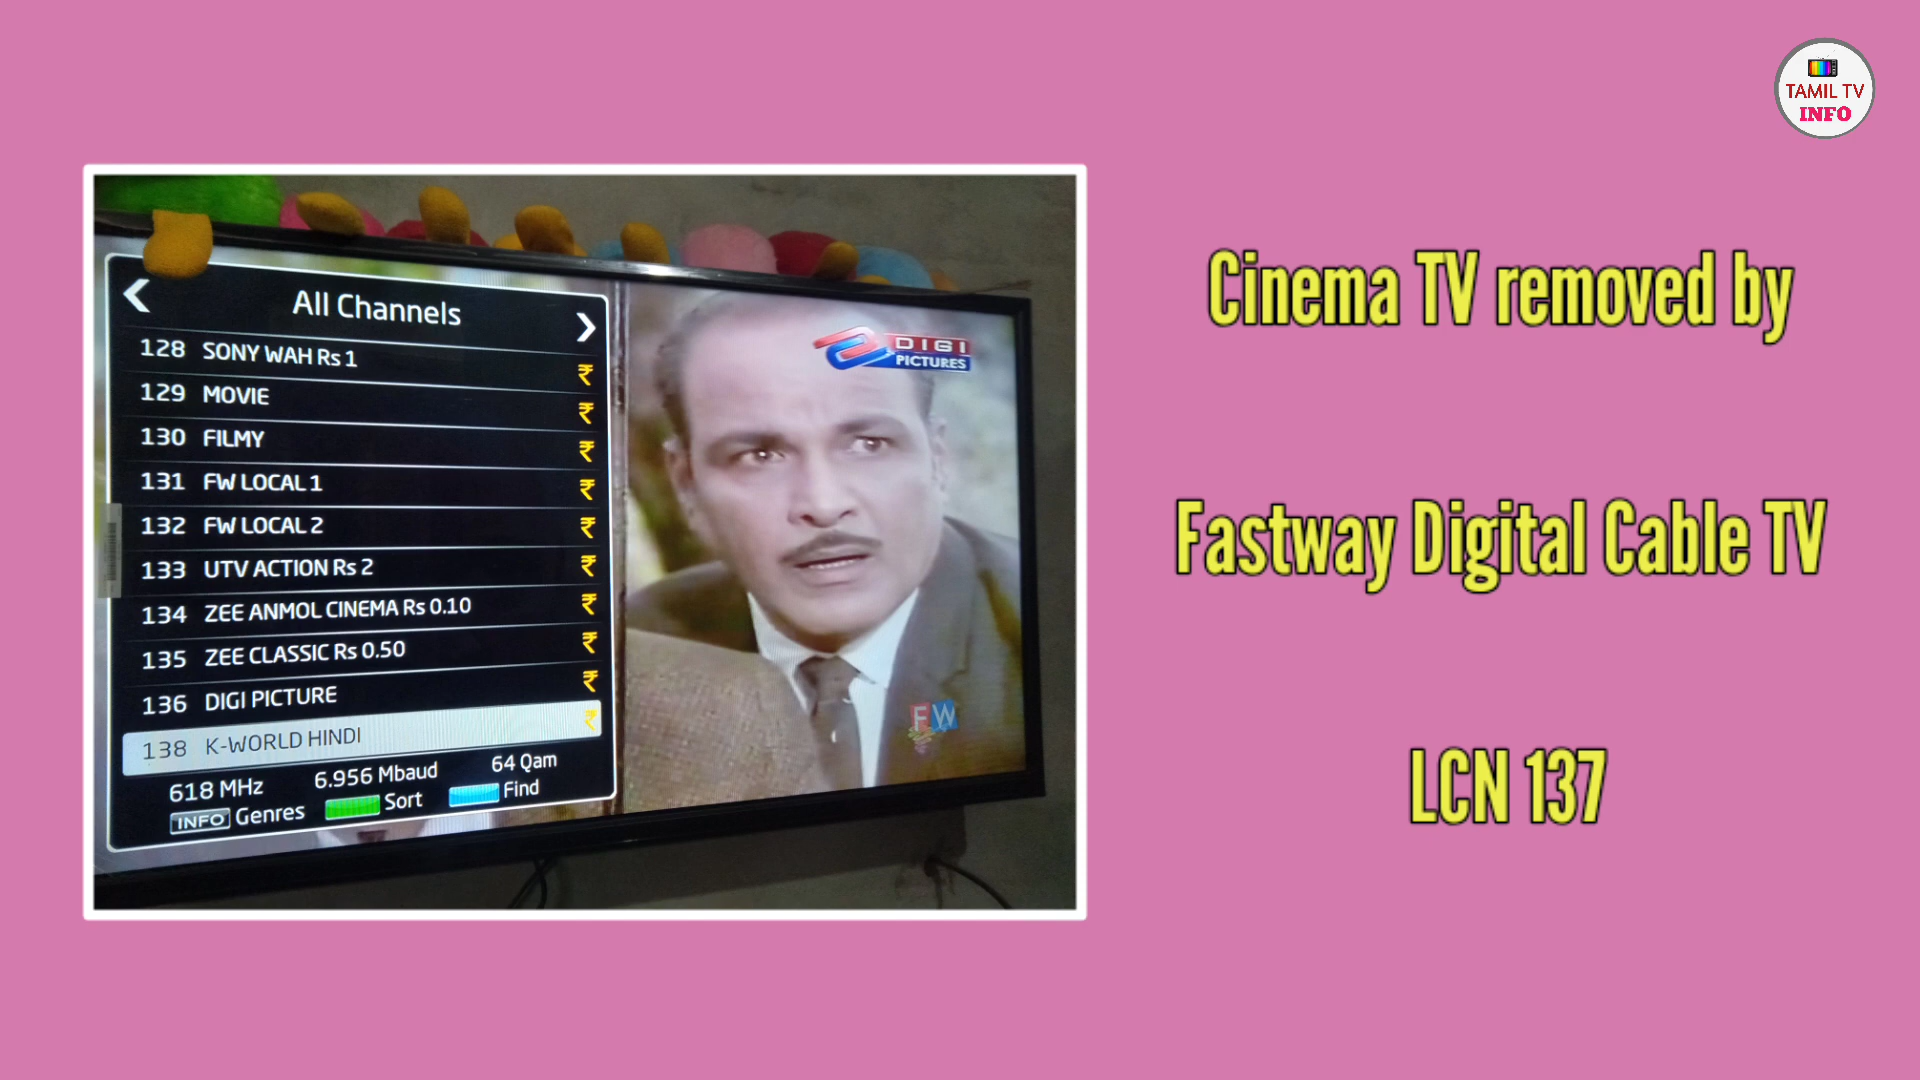 TAMIL TV
INFO
All Channels
128 SONY WAH Rs 1 ₹
129 MOVIE ₹
130 FILMY ₹
131 FW LOCAL 1 ₹
132 FW LOCAL 2 ₹
133 UTV ACTION Rs 2 ₹
134 ZEE ANMOL CINEMA Rs 0.10 ₹
135 ZEE CLASSIC Rs 0.50 ₹
136 DIGI PICTURE ₹
138 K-WORLD HINDI ₹
618 MHz 6.956 Mbaud 64 Qam
INFO Genres Sort Find
DIGI
PICTURES
FW
Cinema TV removed by
Fastway Digital Cable TV
LCN 137